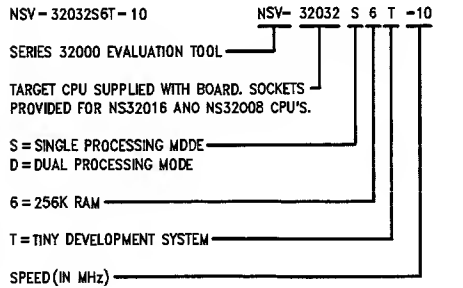 NSV-32032S6T-10 NSV- 32032 S 6 T -10
SERIES 32000 EVALUATION TOOL
TARGET CPU SUPPLIED WITH BOARD. SOCKETS
PROVIDED FOR NS32016 ANO NS32008 CPU'S.
S = SINGLE PROCESSING MDDE
D = DUAL PROCESSING MODE
6 = 256K RAM
T = TINY DEVELOPMENT SYSTEM
SPEED (IN MHz)